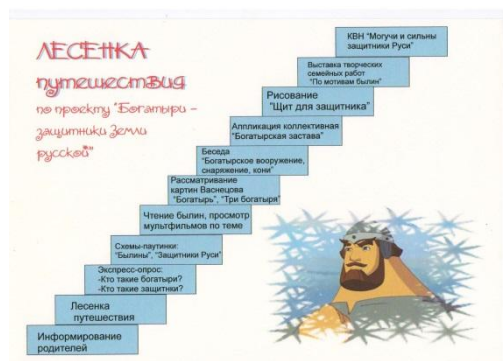 ЛЕСЕНКА
путешествия
по проекту "Богатыри –
защитники Земли
русской"
КВН "Могучи и сильны
защитники Руси"
Выставка творческих
семейных работ
"По мотивам былин"
Рисование
"Щит для защитника"
Аппликация коллективная
"Богатырская застава"
Беседа
"Богатырское вооружение,
снаряжение, кони"
Рассматривание
картин Васнецова
"Богатырь", "Три богатыря"
Чтение былин, просмотр
мультфильмов по теме
Схемы-паутинки:
"Былины", "Защитники Руси"
Экспресс-опрос:
-Кто такие богатыри?
-Кто такие защитнки?
Лесенка
путешествия
Информирование
родителей